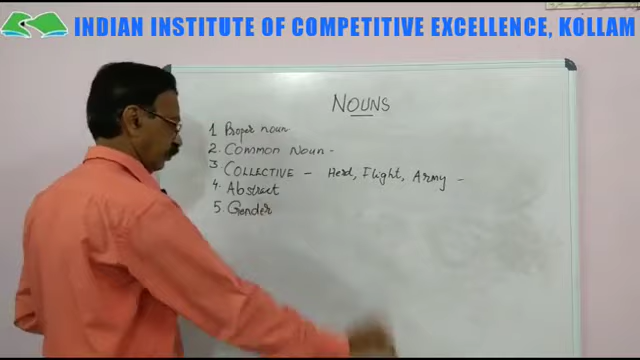 INDIAN INSTITUTE OF COMPETITIVE EXCELLENCE, KOLLAM
NOUNS
1 Proper noun
2. Common Noun -
3 COLLECTIVE - Herd, Flight, Army -
4. Abstract
5. Gender